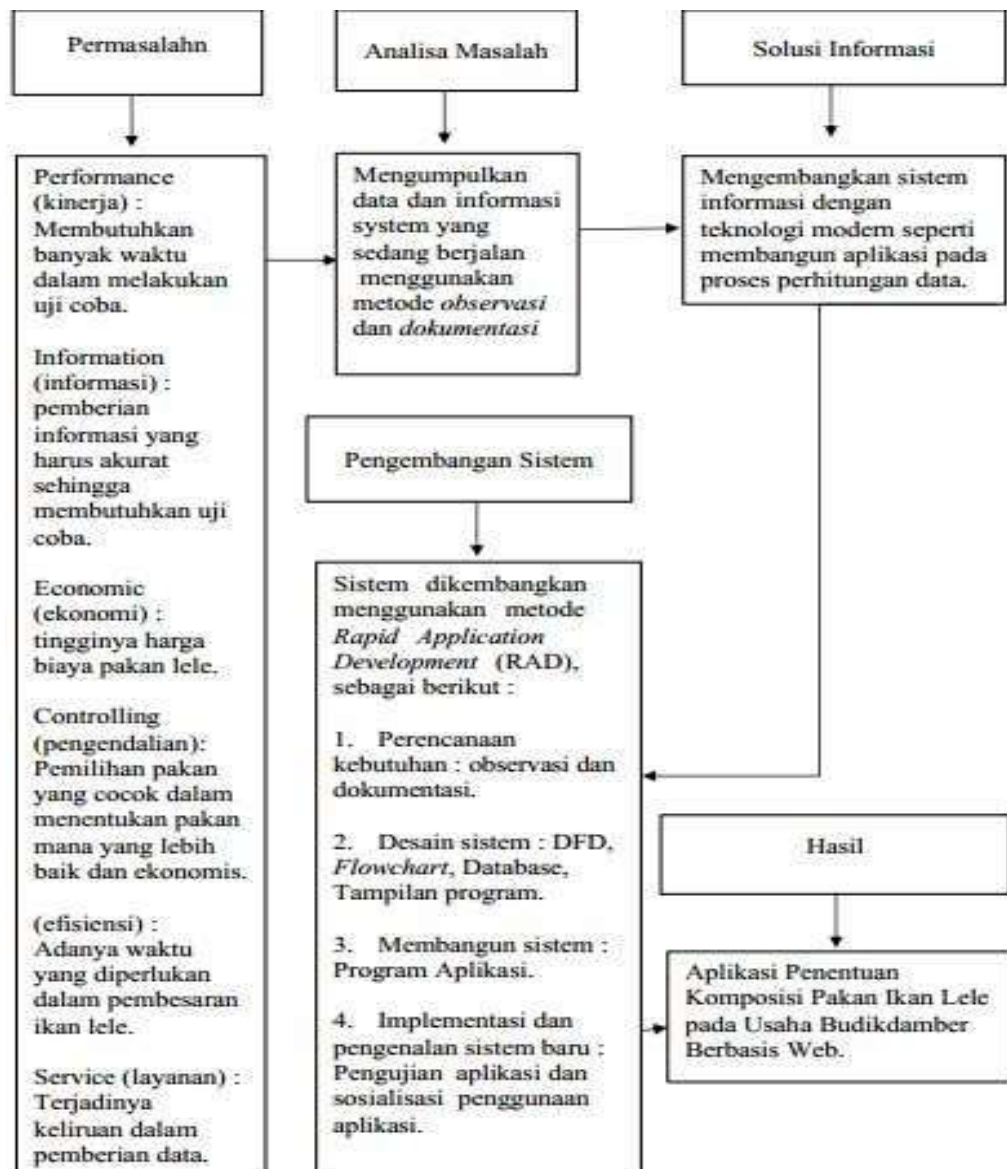 Permasalahn
Performance
(kinerja) :
Membutuhkan
banyak waktu
dalam melakukan
uji coba.
Information
(informasi) :
pemberian
informasi yang
harus akurat
sehingga
membutuhkan uji
coba.
Economic
(ekonomi) :
tingginya harga
biaya pakan lele.
Controlling
(pengendalian):
Pemilihan pakan
yang cocok dalam
menentukan pakan
mana yang lebih
baik dan ekonomis.
(efisiensi) :
Adanya waktu
yang diperlukan
dalam pembesaran
ikan lele.
Service (layanan) :
Terjadinya
keliruan dalam
pemberian data.
Analisa Masalah
Mengumpulkan
data dan informasi
system yang
sedang berjalan
menggunakan
metode observasi
dan dokumentasi
Solusi Informasi
Mengembangkan sistem
informasi dengan
teknologi modern seperti
membangun aplikasi pada
proses perhitungan data.
Pengembangan Sistem
Sistem dikembangkan
menggunakan metode
Rapid Application
Development (RAD),
sebagai berikut :
1. Perencanaan
kebutuhan : observasi dan
dokumentasi.
2. Desain sistem : DFD,
Flowchart, Database,
Tampilan program.
3. Membangun sistem :
Program Aplikasi.
4. Implementasi dan
pengenalan sistem baru :
Pengujian aplikasi dan
sosialisasi penggunaan
aplikasi.
Hasil
Aplikasi Penentuan
Komposisi Pakan Ikan Lele
pada Usaha Budikdamber
Berbasis Web.